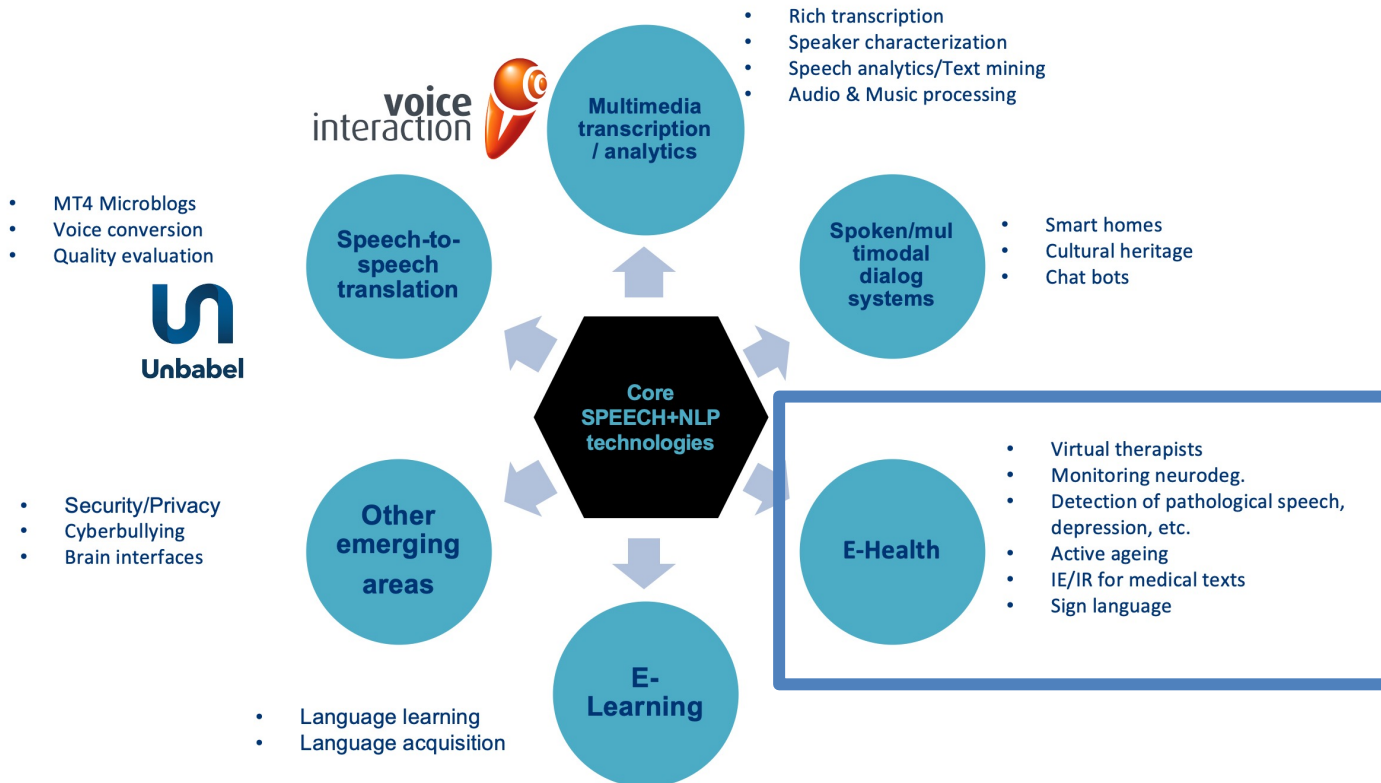 • Rich transcription
• Speaker characterization
• Speech analytics/Text mining
• Audio & Music processing
voice
interaction
Multimedia
transcription
/ analytics
• MT4 Microblogs
• Voice conversion
• Quality evaluation
Unbabel
Speech-to-
speech
translation
Spoken/mul
timodal
dialog
systems
• Smart homes
• Cultural heritage
• Chat bots
Core
SPEECH+NLP
technologies
• Security/Privacy
• Cyberbullying
• Brain interfaces
Other
emerging
areas
E-Health
• Virtual therapists
• Monitoring neurodeg.
• Detection of pathological speech,
depression, etc.
• Active ageing
• IE/IR for medical texts
• Sign language
E-
Learning
• Language learning
• Language acquisition